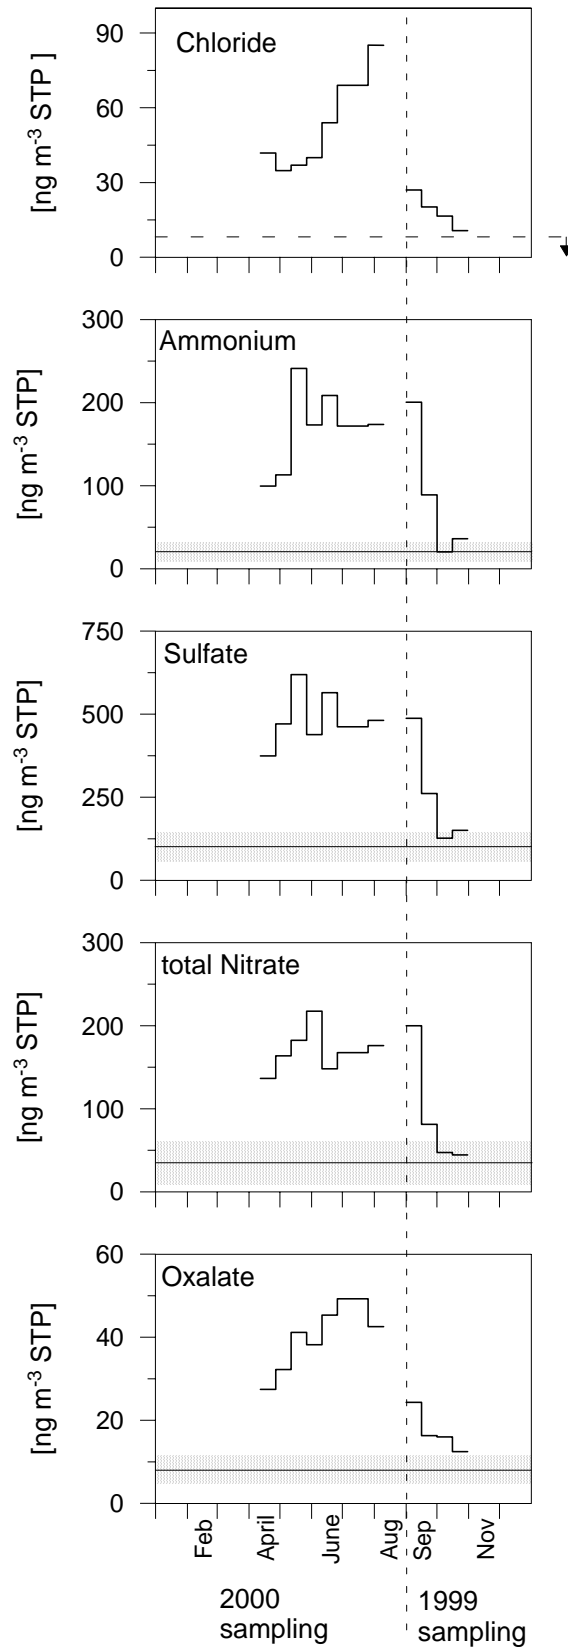 Chloride
[ng m-3 STP ]
90
60
30
0
Ammonium
[ng m-3 STP]
300
200
100
0
Sulfate
[ng m-3 STP]
750
500
250
0
total Nitrate
[ng m-3 STP]
300
200
100
0
Oxalate
[ng m-3 STP]
60
40
20
0
Feb April June Aug Sep Nov
2000 1999
sampling sampling